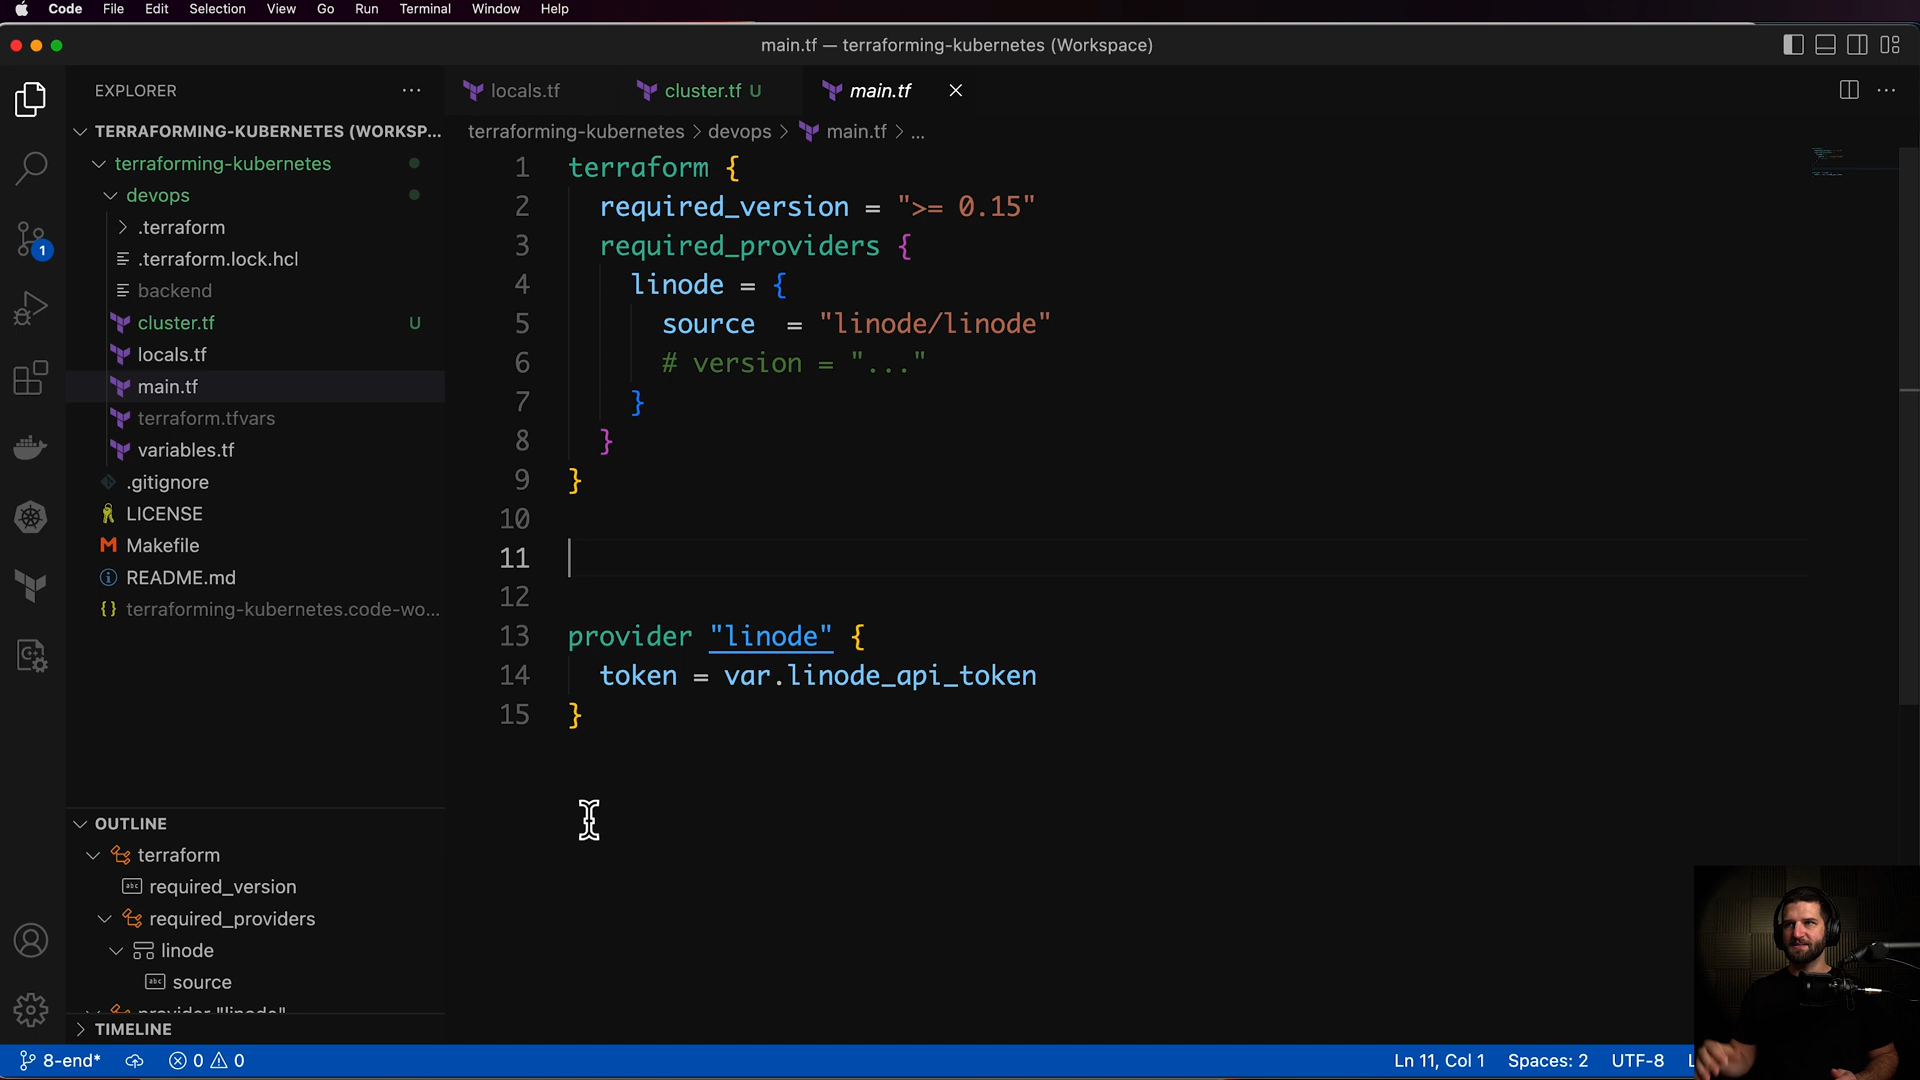 Code File Edit Selection View Go Run Terminal Window Help
main.tf — terraforming-kubernetes (Workspace)
EXPLORER
locals.tf
cluster.tf U
main.tf
TERRAFORMING-KUBERNETES (WORKSP...
terraforming-kubernetes > devops > main.tf > ...
terraforming-kubernetes
devops
.terraform
.terraform.lock.hcl
backend
cluster.tf U
locals.tf
main.tf
terraform.tfvars
variables.tf
.gitignore
LICENSE
M Makefile
README.md
{} terraforming-kubernetes.code-wo...
1
1 terraform {
2 required_version = ">= 0.15"
3 required_providers {
4 linode = {
5 source  = "linode/linode"
6 # version = "..."
7 }
8 }
9 }
10
11
12
13 provider "linode" {
14 token = var.linode_api_token
15 }
OUTLINE
terraform
abc required_version
required_providers
linode
abc source
TIMELINE
8-end* 0 0 Ln 11, Col 1 Spaces: 2 UTF-8